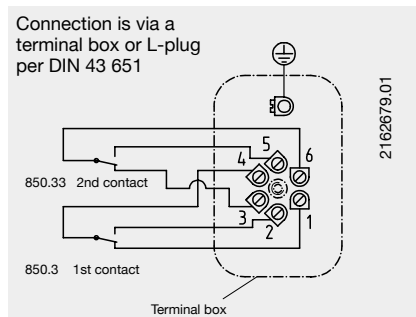 Connection is via a
terminal box or L-plug
per DIN 43 651
2162679.01
5
4
6
850.33 2nd contact
3
2
1
850.3 1st contact
Terminal box